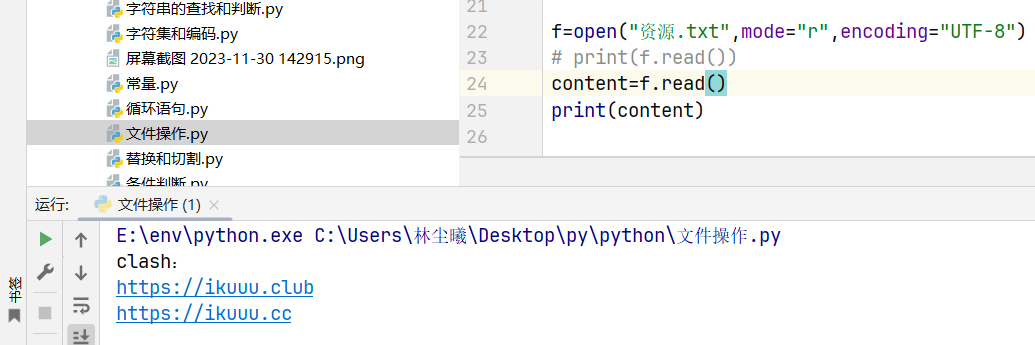 字符串的查找和判断.py
字符集和编码.py
屏幕截图 2023-11-30 142915.png
常量.py
循环语句.py
文件操作.py
替换和切割.py
条件判断.py
21
22 f=open("资源.txt",mode="r",encoding="UTF-8")
23 # print(f.read())
24 content=f.read()
25 print(content)
26
运行: 文件操作 (1) ×
E:\env\python.exe C:\Users\林尘曦\Desktop\py\python\文件操作.py
clash：
https://ikuuu.club
https://ikuuu.cc
书签